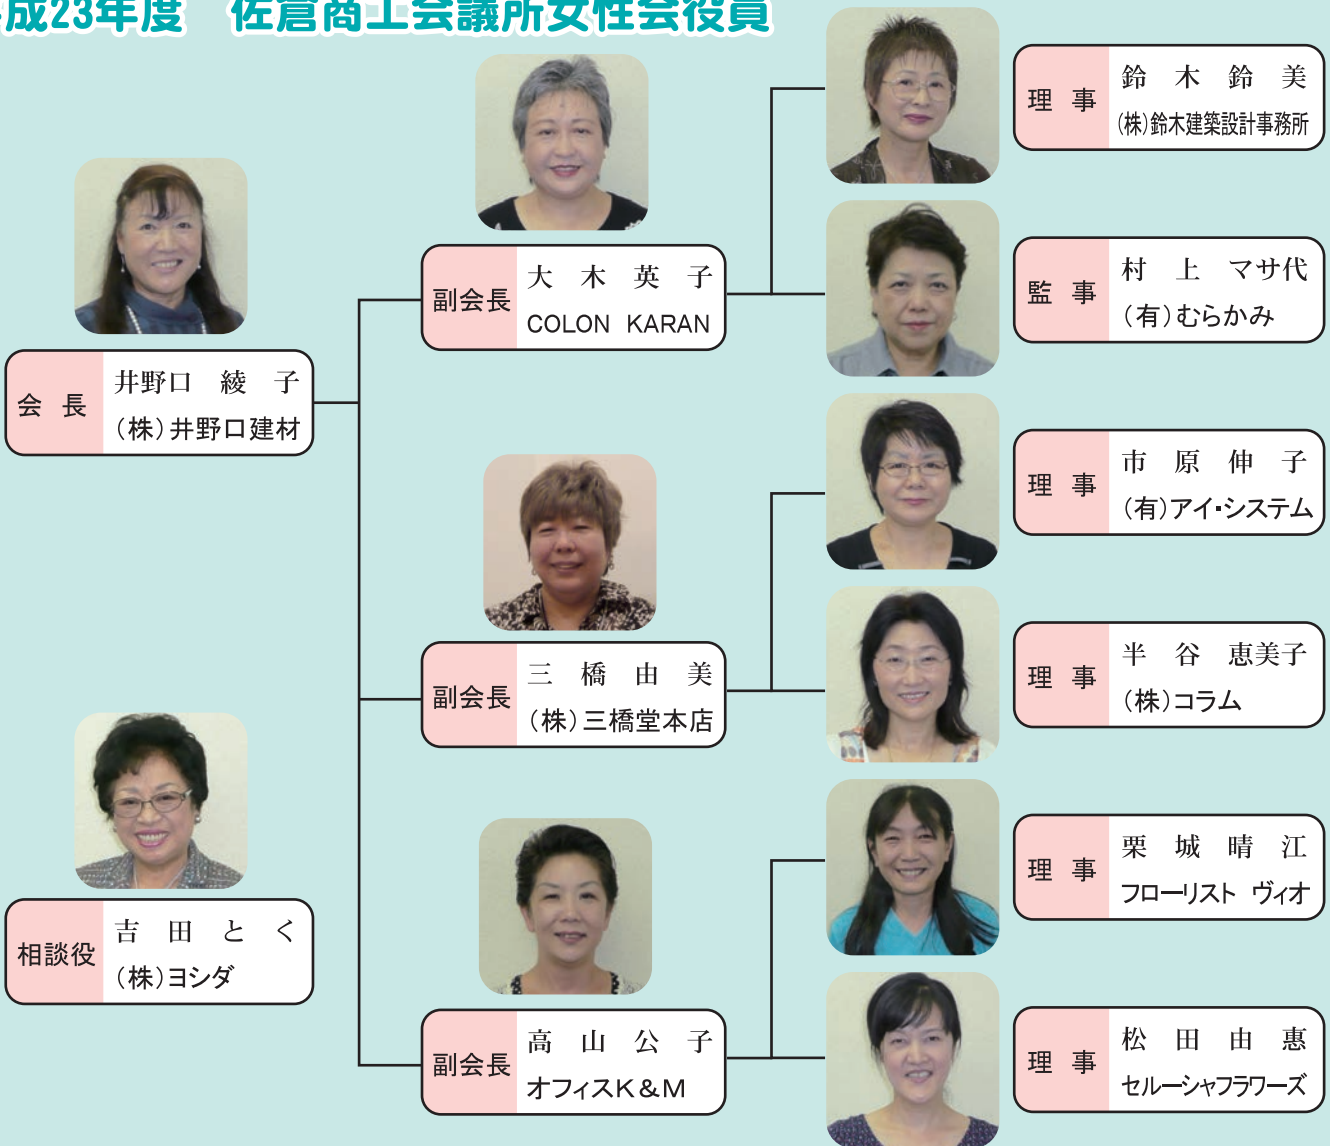 成23年度 佐倉商工会議所女性会役員
会長
井野口 綾子
(株)井野口建材
相談役
吉田とく
(株)ヨシダ
副会長
大木英子
COLON KARAN
副会長
三橋由美
(株)三橋堂本店
副会長
高山公子
オフィスK&M
理事
鈴木鈴美
(株)鈴木建築設計事務所
監事
村上 マサ代
(有)むらかみ
理事
市原伸子
(有)アイ・システム
理事
半谷 恵美子
(株)コラム
理事
栗城晴江
フローリスト ヴィオ
理事
松田由惠
セルーシャフラワーズ